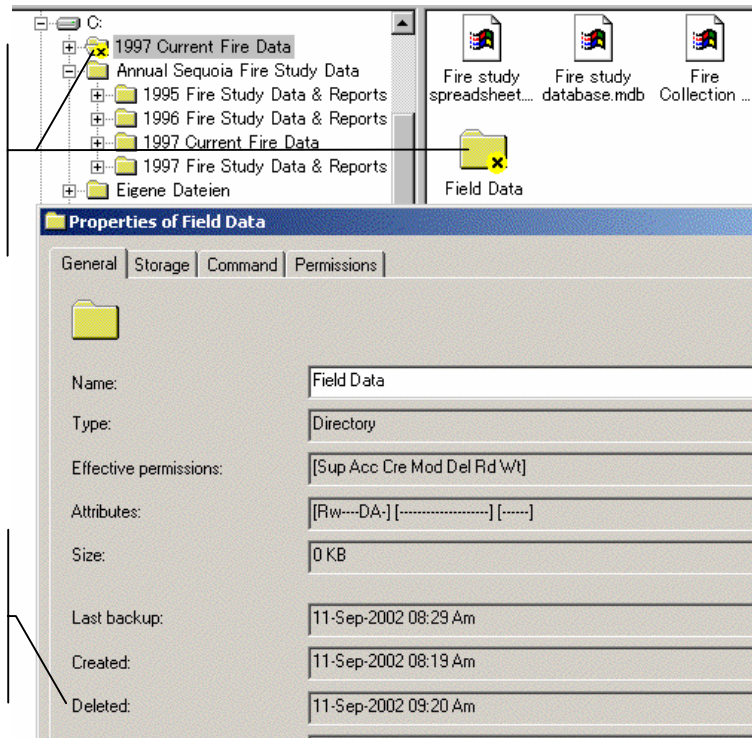 C:
1997 Current Fire Data
Annual Sequoia Fire Study Data
1995 Fire Study Data & Reports
1996 Fire Study Data & Reports
1997 Current Fire Data
1997 Fire Study Data & Reports
Eigene Dateien
Fire study
spreadsheet...
Fire study
database.mdb
Fire
Collection ...
Field Data
Properties of Field Data
General
Storage
Command
Permissions
Name:
Field Data
Type:
Directory
Effective permissions:
[Sup Acc Cre Mod Del Rd Wt]
Attributes:
[Rw----DA-] [--------------------] [------]
Size:
0 KB
Last backup:
11-Sep-2002 08:29 Am
Created:
11-Sep-2002 08:19 Am
Deleted:
11-Sep-2002 09:20 Am